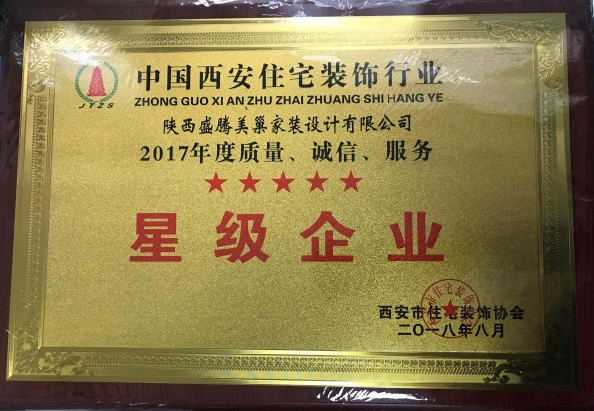 中国西安住宅装饰行业
ZHONG GUO XI AN ZHU ZHAI ZHUANG SHI HANG YE
JYZS
陕西盛腾美巢家装设计有限公司
2017年度质量、诚信、服务
★★★★★
星级企业
西安市住宅装饰协会
二〇一八年八月